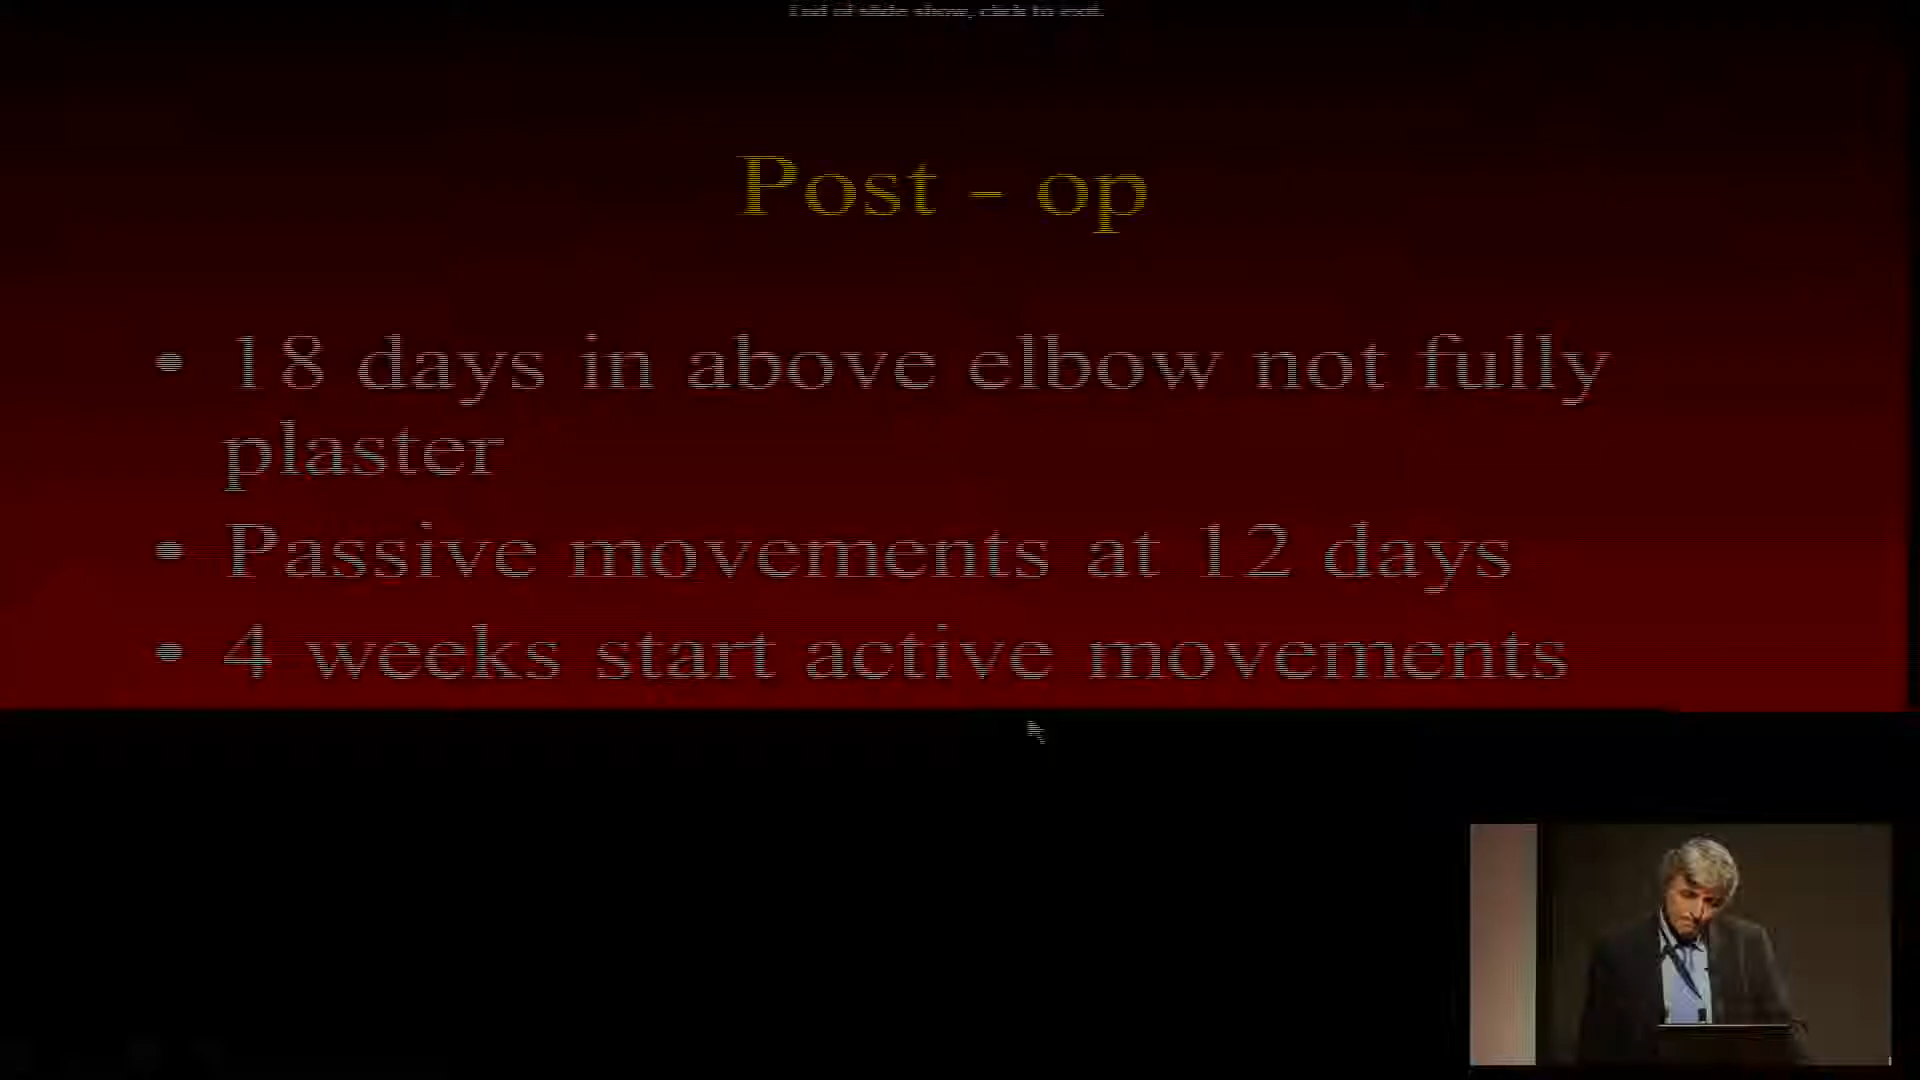 End of slide show, click to exit.
Post - op
• 18 days in above elbow not fully
plaster
• Passive movements at 12 days
• 4 weeks start active movements